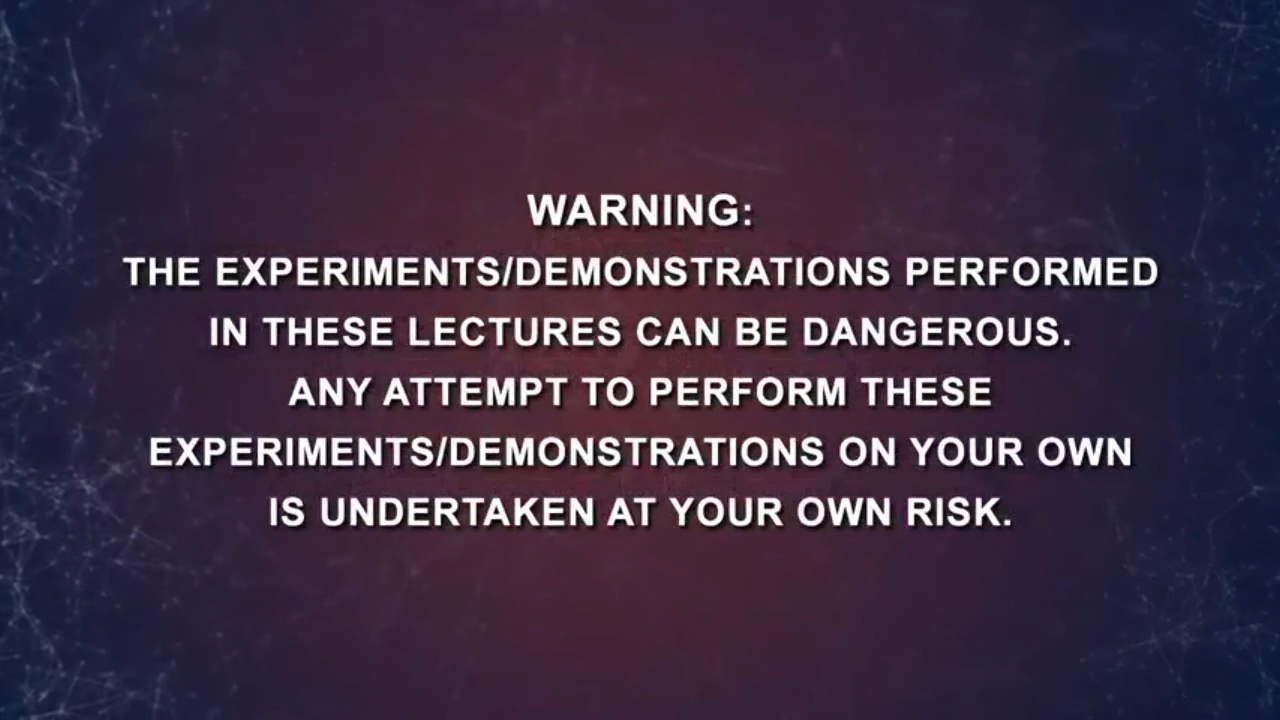 WARNING:
THE EXPERIMENTS/DEMONSTRATIONS PERFORMED
IN THESE LECTURES CAN BE DANGEROUS.
ANY ATTEMPT TO PERFORM THESE
EXPERIMENTS/DEMONSTRATIONS ON YOUR OWN
IS UNDERTAKEN AT YOUR OWN RISK.